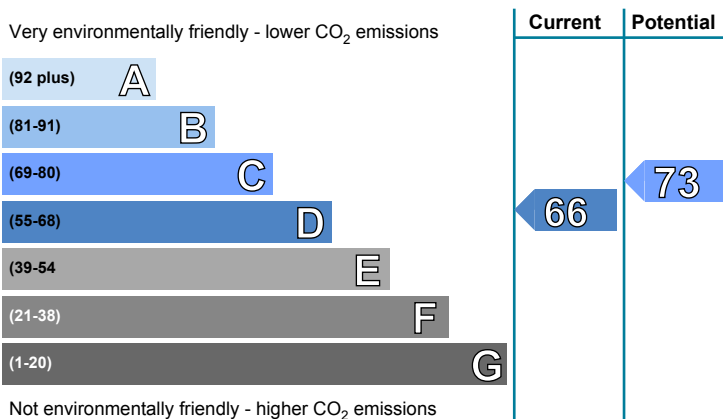 Very environmentally friendly - lower CO2 emissions
Current Potential
(92 plus) A
(81-91) B
(69-80) C
73
(55-68) D
66
(39-54 E
(21-38) F
(1-20) G
Not environmentally friendly - higher CO2 emissions